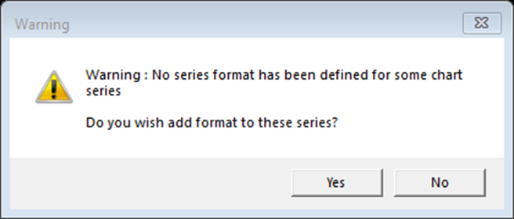 Warning
Warning : No series format has been defined for some chart
series
Do you wish add format to these series?
Yes
No